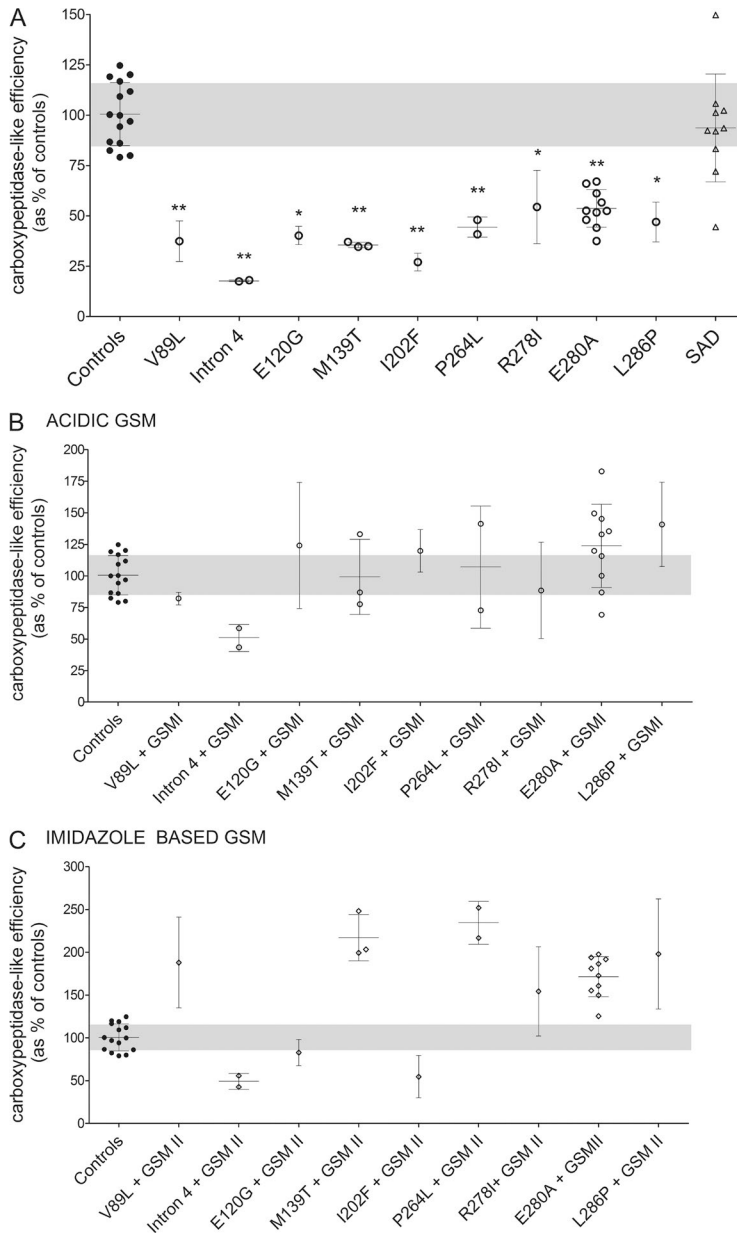 A
carboxypeptidase-like efficiency
(as % of controls)
150
125
100
75
50
25
0
** ** * ** ** ** * ** *
Controls V89L Intron 4 E120G M139T I202F P264L R278I E280A L286P SAD
B ACIDIC GSM
carboxypeptidase-like efficiency
(as % of controls)
200
175
150
125
100
75
50
25
0
Controls V89L + GSMI Intron 4 + GSMI E120G + GSMI M139T + GSMI I202F + GSMI P264L + GSMI R278I + GSMI E280A + GSMI L286P + GSMI
C IMIDAZOLE BASED GSM
carboxypeptidase-like efficiency
(as % of controls)
300
250
200
150
100
50
0
Controls V89L + GSM II Intron 4 + GSM II E120G + GSM II M139T + GSM II I202F + GSM II P264L + GSM II R278I+ GSM II E280A + GSMII L286P + GSM II